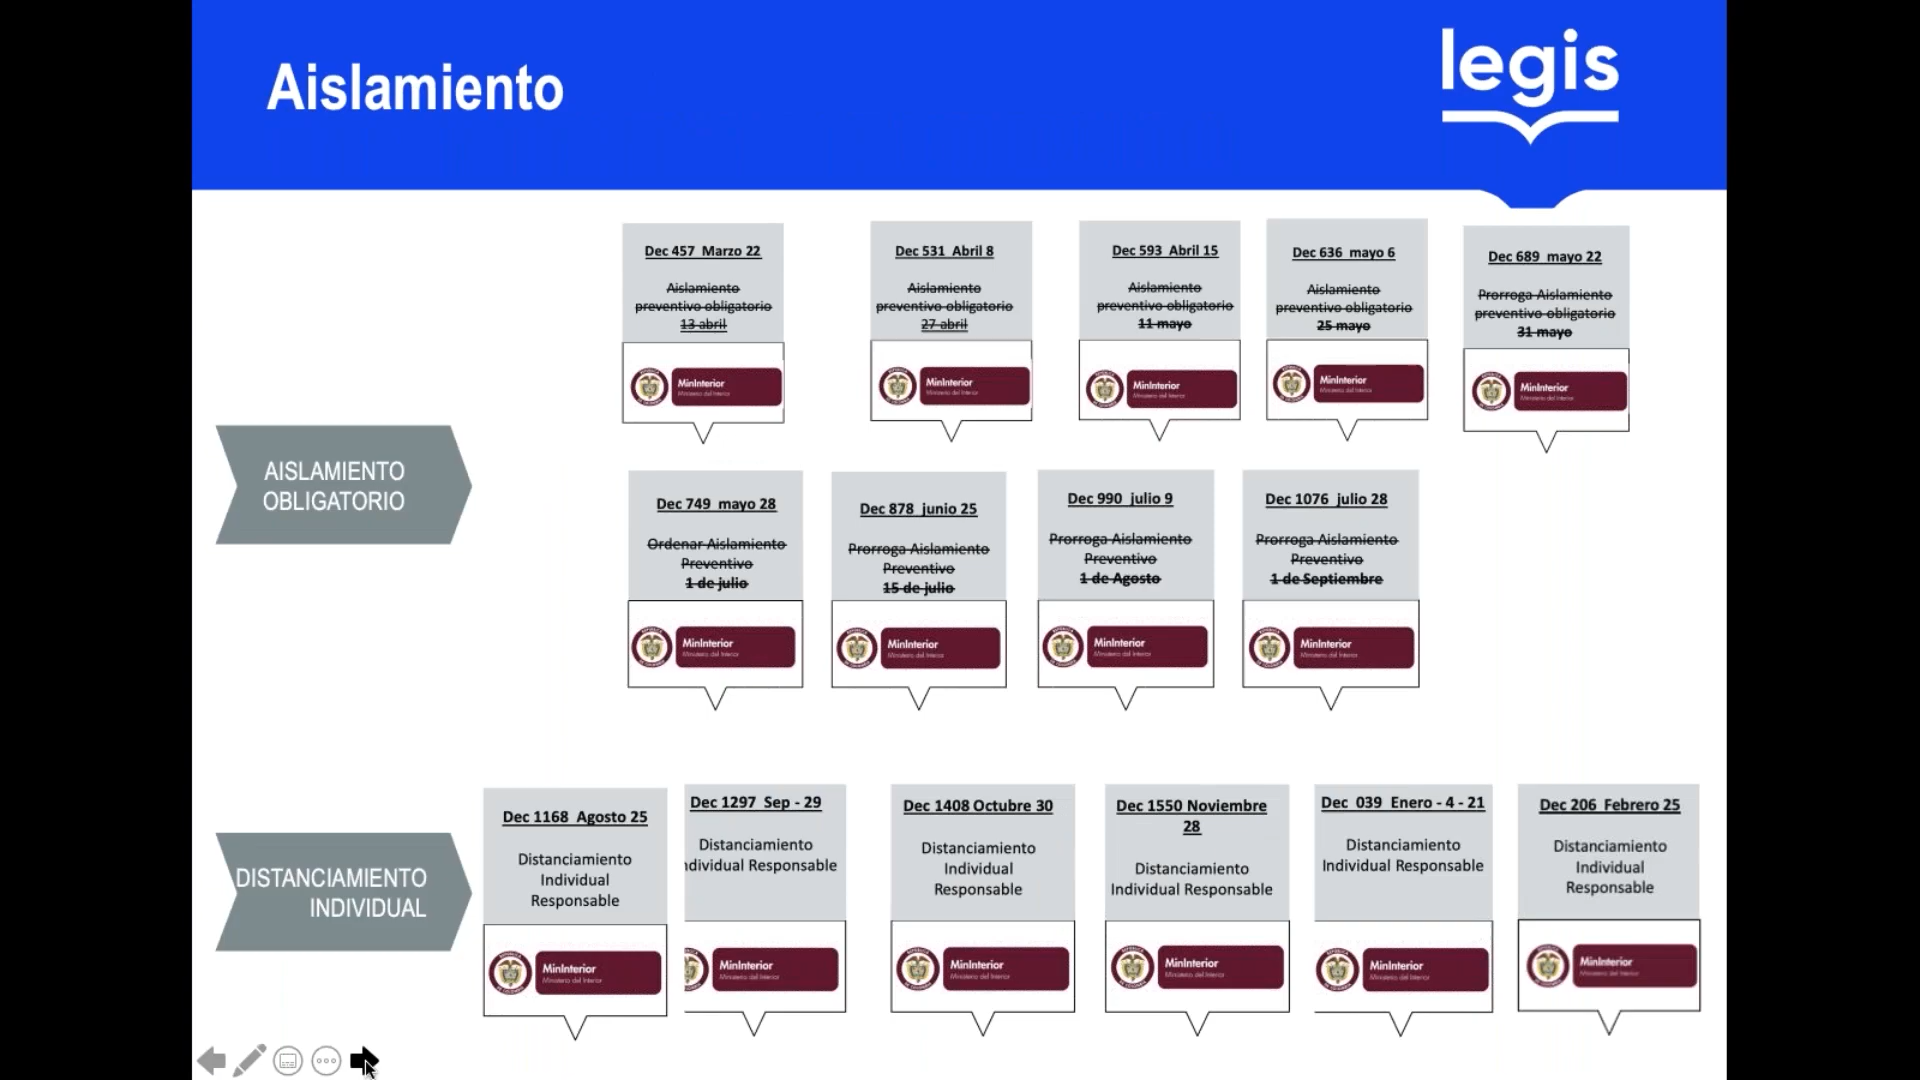 Aislamiento
legis
Dec 457 Marzo 22
Aislamiento
preventivo obligatorio
13 abril
MinInterior
Ministerio del Interior
Dec 531 Abril 8
Aislamiento
preventivo obligatorio
27 abril
MinInterior
Ministerio del Interior
Dec 593 Abril 15
Aislamiento
preventivo obligatorio
11 mayo
MinInterior
Ministerio del Interior
Dec 636 mayo 6
Aislamiento
preventivo obligatorio
25 mayo
MinInterior
Ministerio del Interior
Dec 689 mayo 22
Prorroga Aislamiento
preventivo obligatorio
31 mayo
MinInterior
Ministerio del Interior
AISLAMIENTO
OBLIGATORIO
Dec 749 mayo 28
Ordenar Aislamiento
Preventivo
1 de julio
MinInterior
Ministerio del Interior
Dec 878 junio 25
Prorroga Aislamiento
Preventivo
15 de julio
MinInterior
Ministerio del Interior
Dec 990 julio 9
Prorroga Aislamiento
Preventivo
1 de Agosto
MinInterior
Ministerio del Interior
Dec 1076 julio 28
Prorroga Aislamiento
Preventivo
1 de Septiembre
MinInterior
Ministerio del Interior
DISTANCIAMIENTO
INDIVIDUAL
Dec 1168 Agosto 25
Distanciamiento
Individual
Responsable
MinInterior
Ministerio del Interior
Dec 1297 Sep - 29
Distanciamiento
ndividual Responsable
MinInterior
Ministerio del Interior
Dec 1408 Octubre 30
Distanciamiento
Individual
Responsable
MinInterior
Ministerio del Interior
Dec 1550 Noviembre
28
Distanciamiento
Individual Responsable
MinInterior
Ministerio del Interior
Dec 039 Enero - 4 - 21
Distanciamiento
Individual Responsable
MinInterior
Ministerio del Interior
Dec 206 Febrero 25
Distanciamiento
Individual
Responsable
MinInterior
Ministerio del Interior